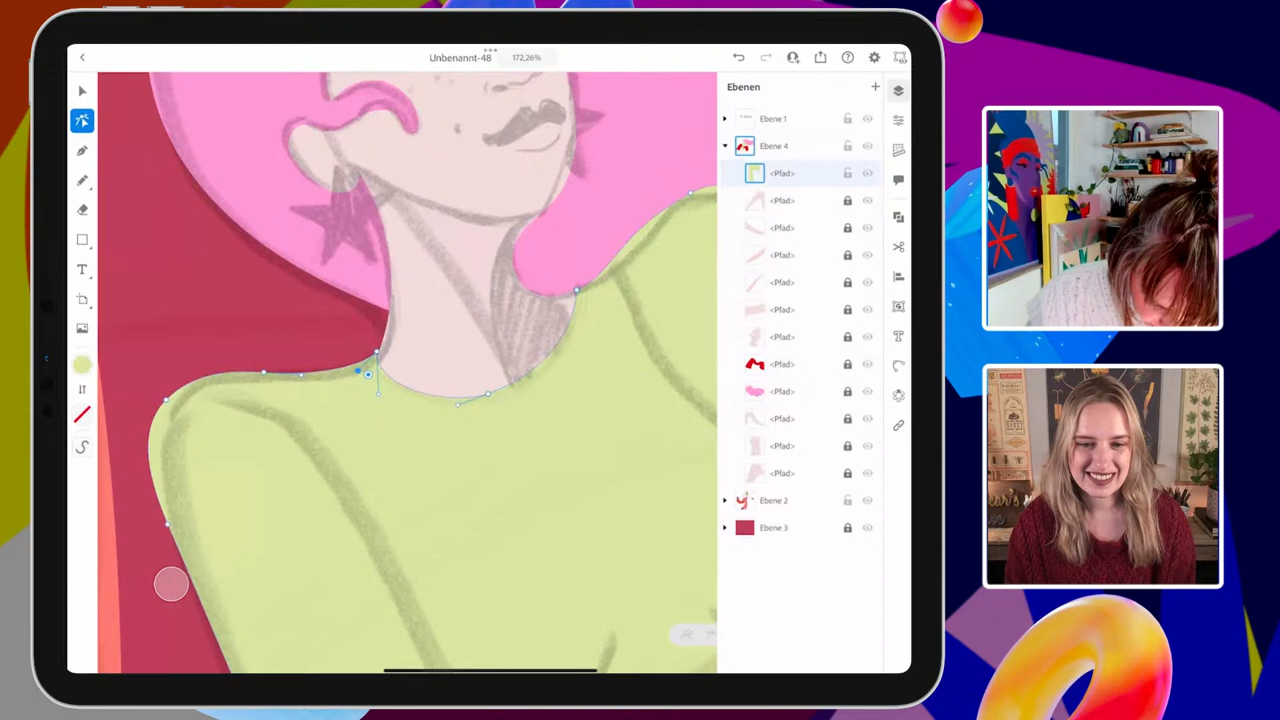 Unbenannt-48
172,26%
Ebenen
Ebene 1
Ebene 4
<Pfad>
<Pfad>
<Pfad>
<Pfad>
<Pfad>
<Pfad>
<Pfad>
<Pfad>
<Pfad>
<Pfad>
<Pfad>
<Pfad>
Ebene 2
Ebene 3